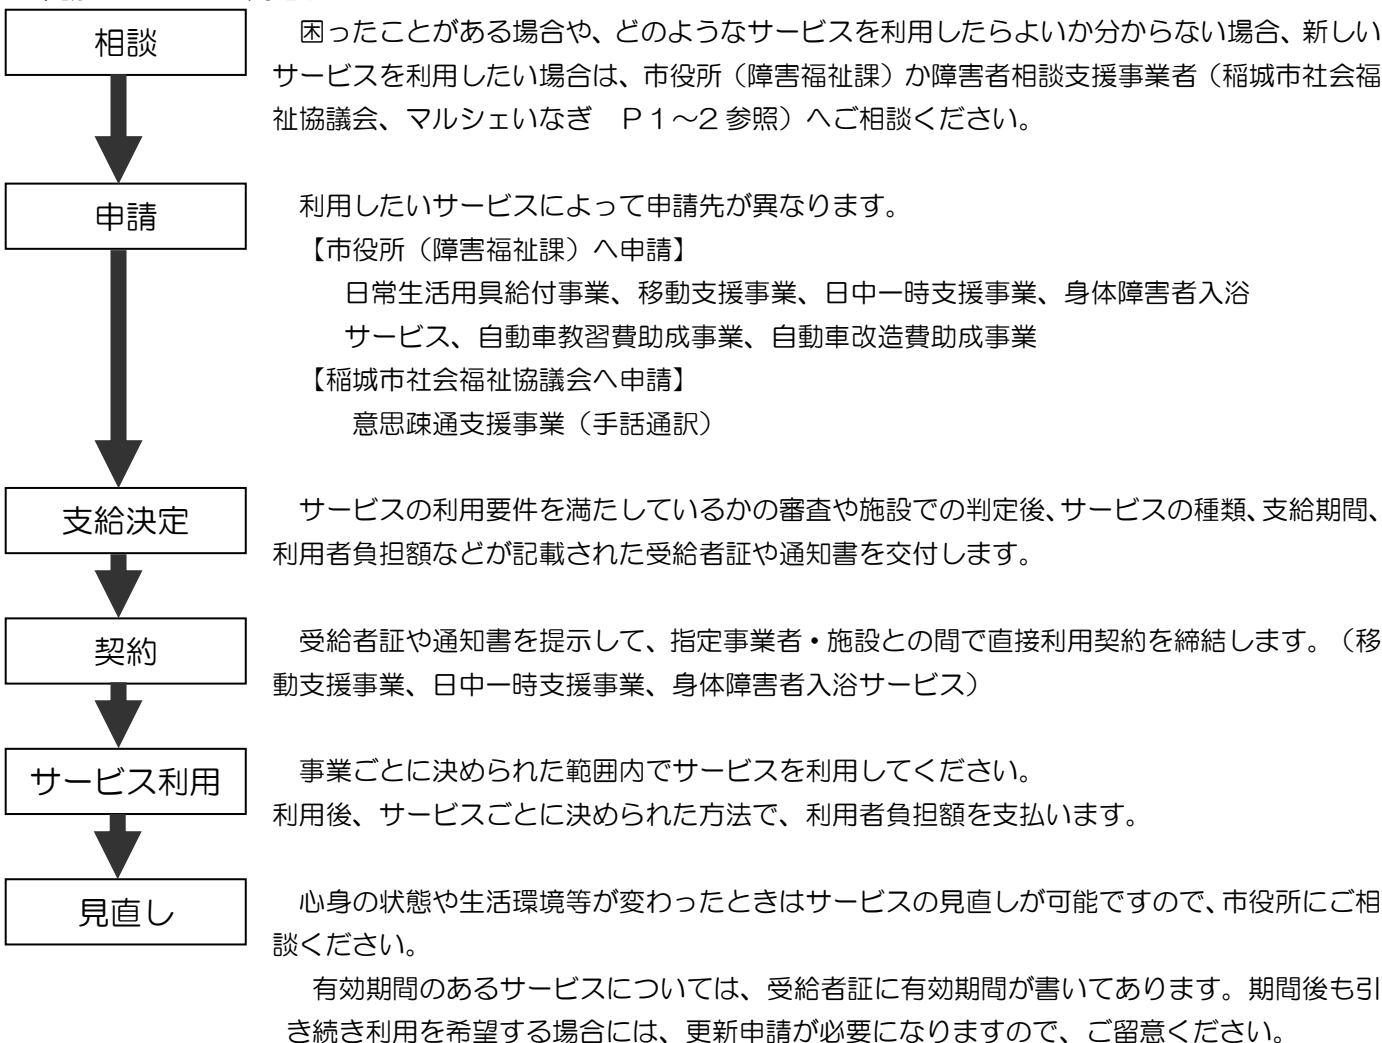 相談
困ったことがある場合や、どのようなサービスを利用したらよいか分からない場合、新しい
サービスを利用したい場合は、市役所（障害福祉課）か障害者相談支援事業者（稲城市社会福
祉協議会、マルシェいなぎ　Ｐ１～２参照）へご相談ください。
申請
利用したいサービスによって申請先が異なります。
【市役所（障害福祉課）へ申請】
日常生活用具給付事業、移動支援事業、日中一時支援事業、身体障害者入浴
サービス、自動車教習費助成事業、自動車改造費助成事業
【稲城市社会福祉協議会へ申請】
意思疎通支援事業（手話通訳）
支給決定
サービスの利用要件を満たしているかの審査や施設での判定後、サービスの種類、支給期間、
利用者負担額などが記載された受給者証や通知書を交付します。
契約
受給者証や通知書を提示して、指定事業者・施設との間で直接利用契約を締結します。（移
動支援事業、日中一時支援事業、身体障害者入浴サービス）
サービス利用
事業ごとに決められた範囲内でサービスを利用してください。
利用後、サービスごとに決められた方法で、利用者負担額を支払います。
見直し
心身の状態や生活環境等が変わったときはサービスの見直しが可能ですので、市役所にご相
談ください。
有効期間のあるサービスについては、受給者証に有効期間が書いてあります。期間後も引
き続き利用を希望する場合には、更新申請が必要になりますので、ご留意ください。